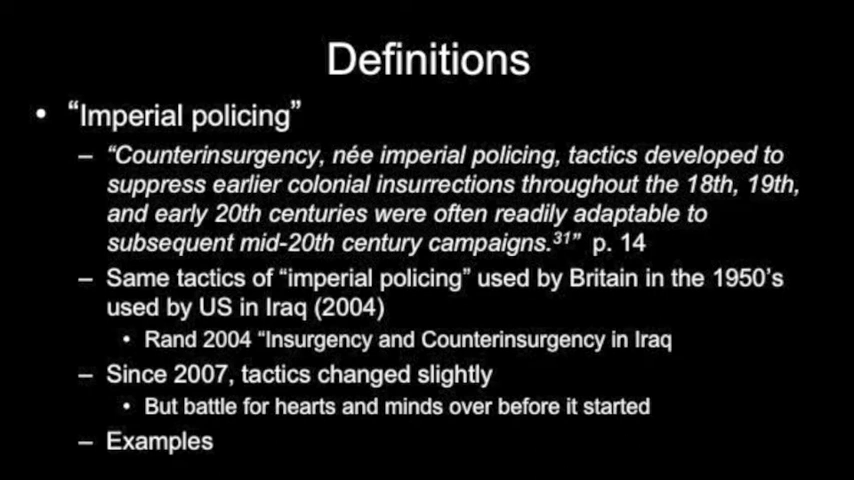 Definitions
• “Imperial policing”
– “Counterinsurgency, née imperial policing, tactics developed to
suppress earlier colonial insurrections throughout the 18th, 19th,
and early 20th centuries were often readily adaptable to
subsequent mid-20th century campaigns.³¹” p. 14
– Same tactics of “imperial policing” used by Britain in the 1950’s
used by US in Iraq (2004)
• Rand 2004 “Insurgency and Counterinsurgency in Iraq
– Since 2007, tactics changed slightly
• But battle for hearts and minds over before it started
– Examples